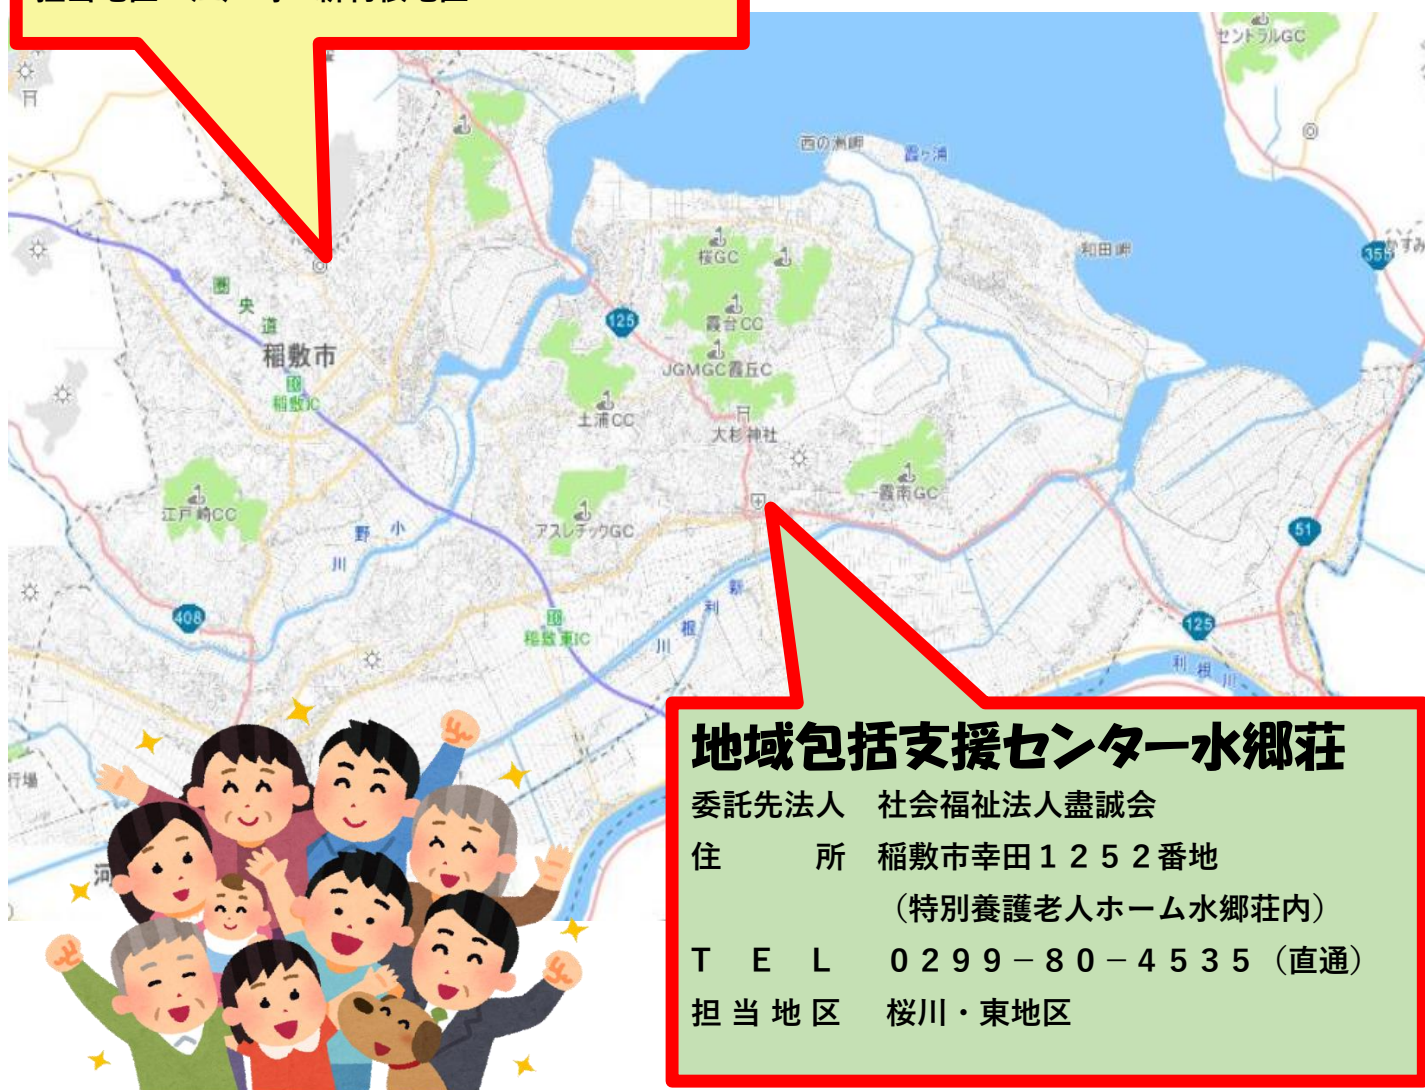 セントラルGC
西の洲岬
霞ヶ浦
和田岬
355
かすみ
桜GC
圏央道
125
霞台CC
稲敷市
JGMGC霞丘C
IC
稲敷IC
土浦CC
大杉神社
霞南GC
江戸崎CC
アスレチックGC
小野川
51
408
IC
稲敷東IC
新利根川
125
利根川
行場
河
地域包括支援センター水郷荘
委託先法人 社会福祉法人盡誠会
住 所 稲敷市幸田1252番地
（特別養護老人ホーム水郷荘内）
T E L 0299－80－4535（直通）
担当地区 桜川・東地区